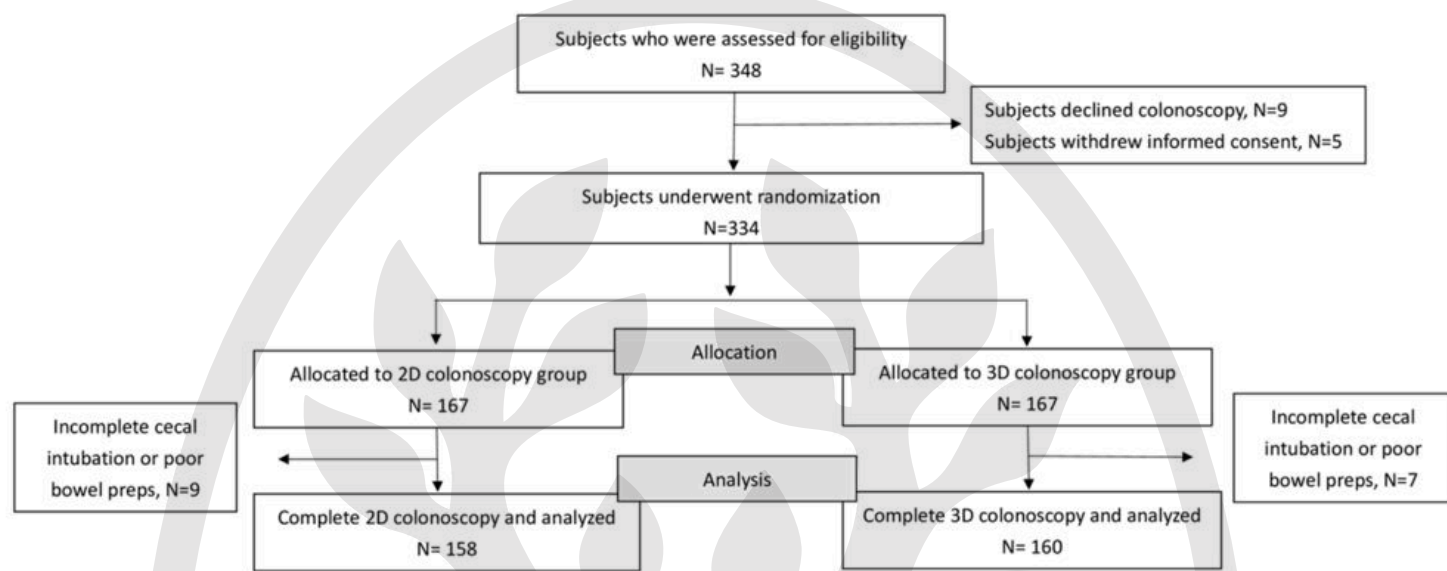 Subjects who were assessed for eligibility
N= 348
Subjects declined colonoscopy, N=9
Subjects withdrew informed consent, N=5
Subjects underwent randomization
N=334
Allocation
Allocated to 2D colonoscopy group
N= 167
Allocated to 3D colonoscopy group
N= 167
Incomplete cecal
intubation or poor
bowel preps, N=9
Incomplete cecal
intubation or poor
bowel preps, N=7
Analysis
Complete 2D colonoscopy and analyzed
N= 158
Complete 3D colonoscopy and analyzed
N= 160